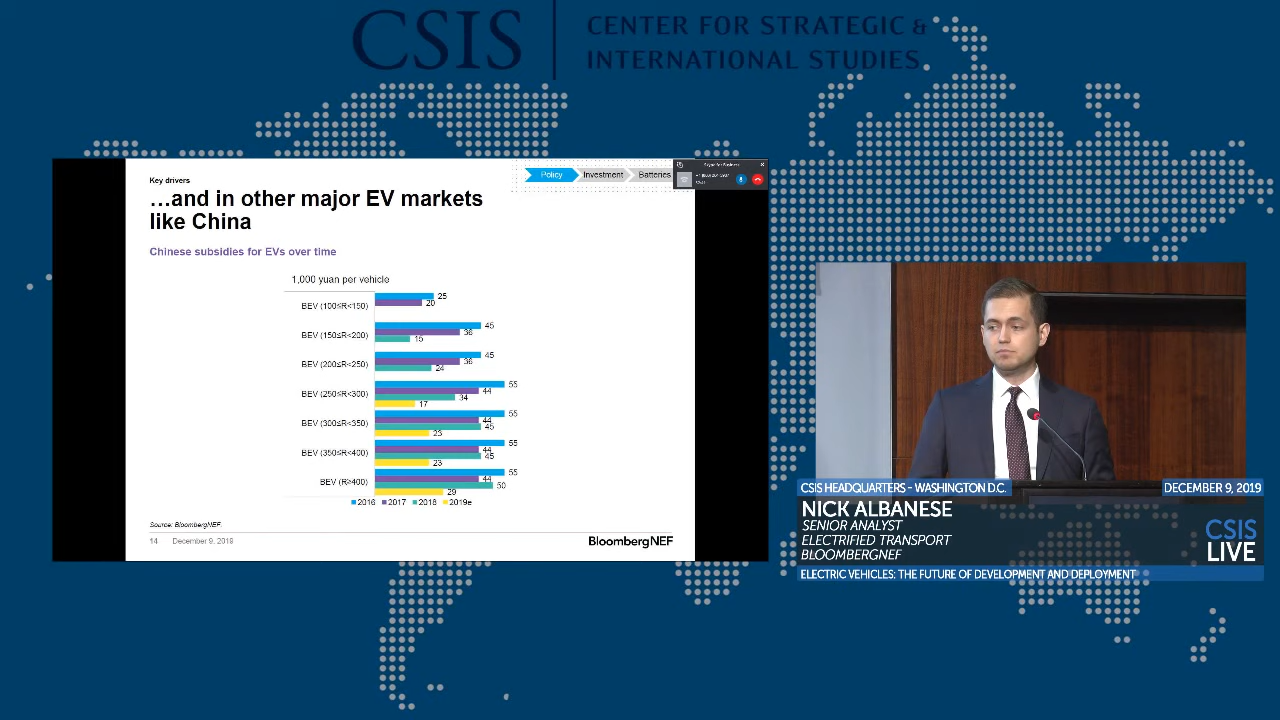 CSIS
CENTER FOR STRATEGIC &
INTERNATIONAL STUDIES
Key drivers
Policy
Investment
Batteries
Skype for Business
…and in other major EV markets
like China
Chinese subsidies for EVs over time
1,000 yuan per vehicle
BEV (100≤R<150)
25
20
BEV (150≤R<200)
45
36
15
BEV (200≤R<250)
45
36
24
BEV (250≤R<300)
55
44
34
17
BEV (300≤R<350)
55
44
45
23
BEV (350≤R<400)
55
44
45
23
BEV (R≥400)
55
44
50
29
2016 2017 2018 2019e
Source: BloombergNEF.
14 December 9, 2019
BloombergNEF
CSIS HEADQUARTERS - WASHINGTON D.C.
DECEMBER 9, 2019
NICK ALBANESE
SENIOR ANALYST
ELECTRIFIED TRANSPORT
BLOOMBERGNEF
CSIS
LIVE
ELECTRIC VEHICLES: THE FUTURE OF DEVELOPMENT AND DEPLOYMENT